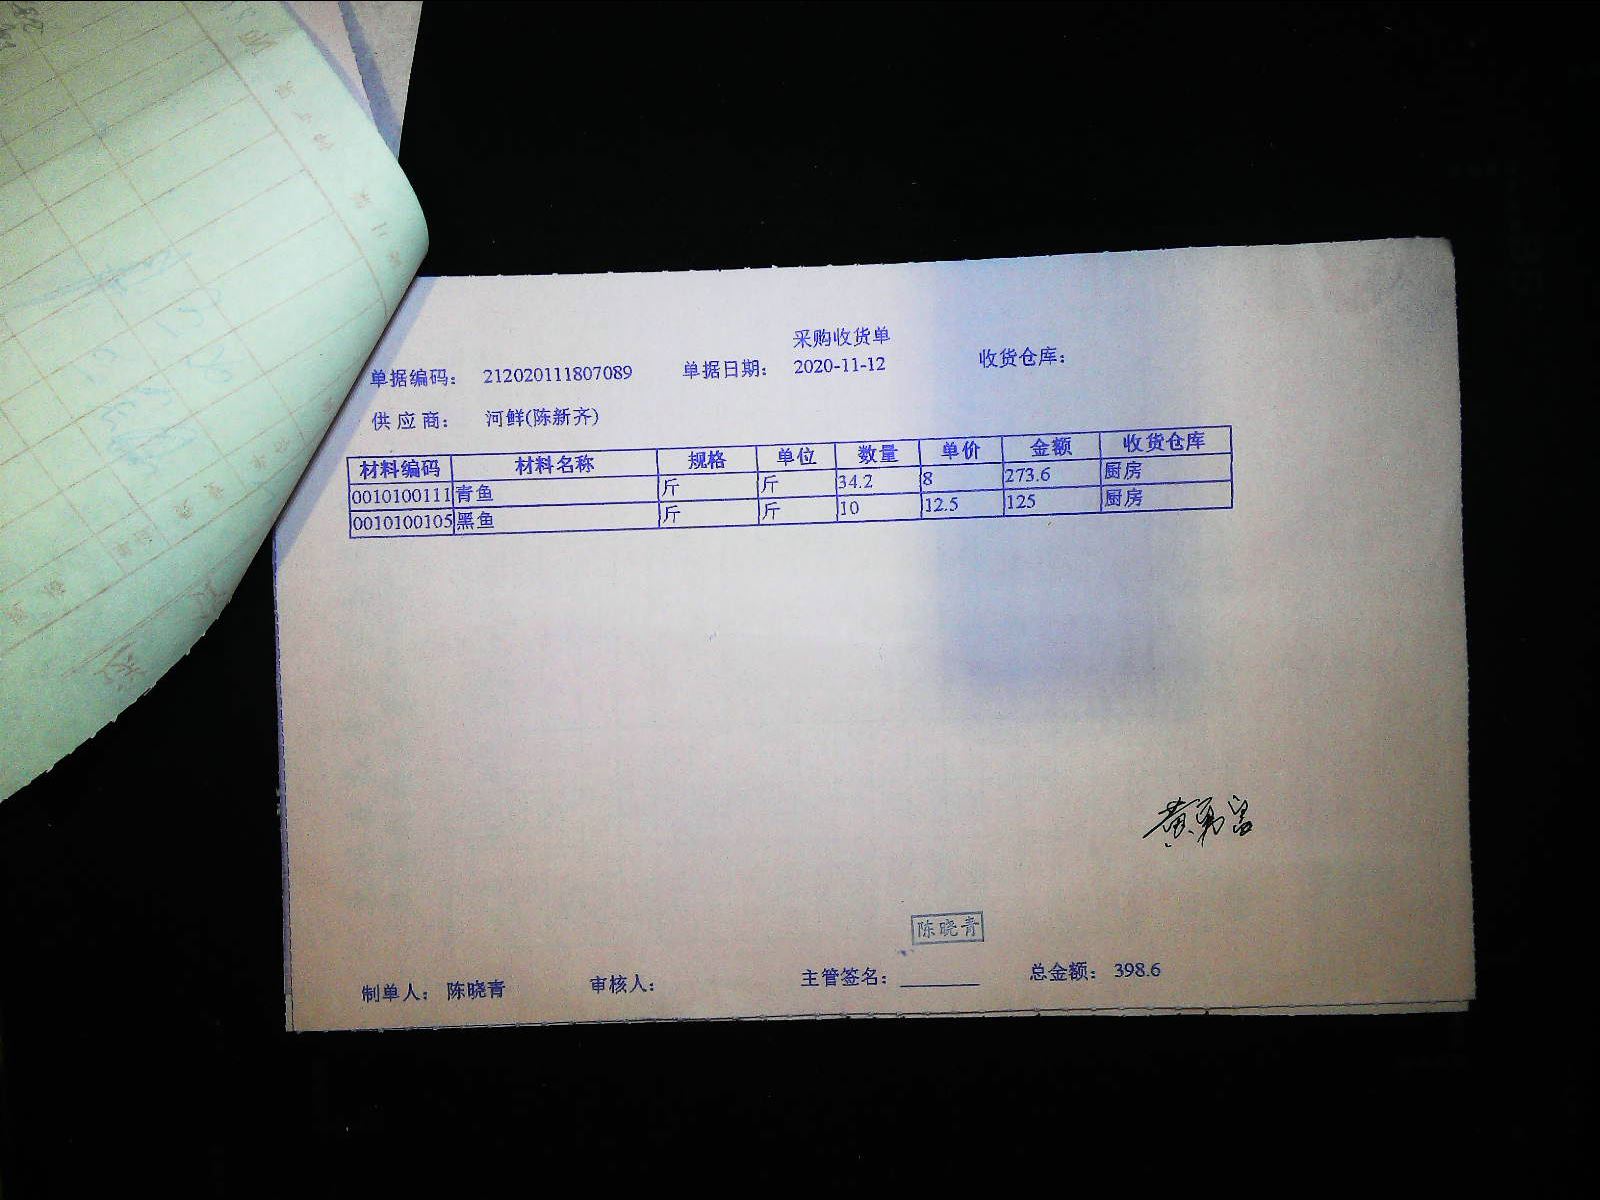 采购收货单
单据编码: 212020111807089 单据日期: 2020-11-12 收货仓库:
供应商: 河鲜(陈新齐)
材料编码 材料名称 规格 单位 数量 单价 金额 收货仓库
0010100111 青鱼 斤 斤 34.2 8 273.6 厨房
0010100105 黑鱼 斤 斤 10 12.5 125 厨房
陈晓青
制单人: 陈晓青 审核人: 主管签名: 总金额: 398.6